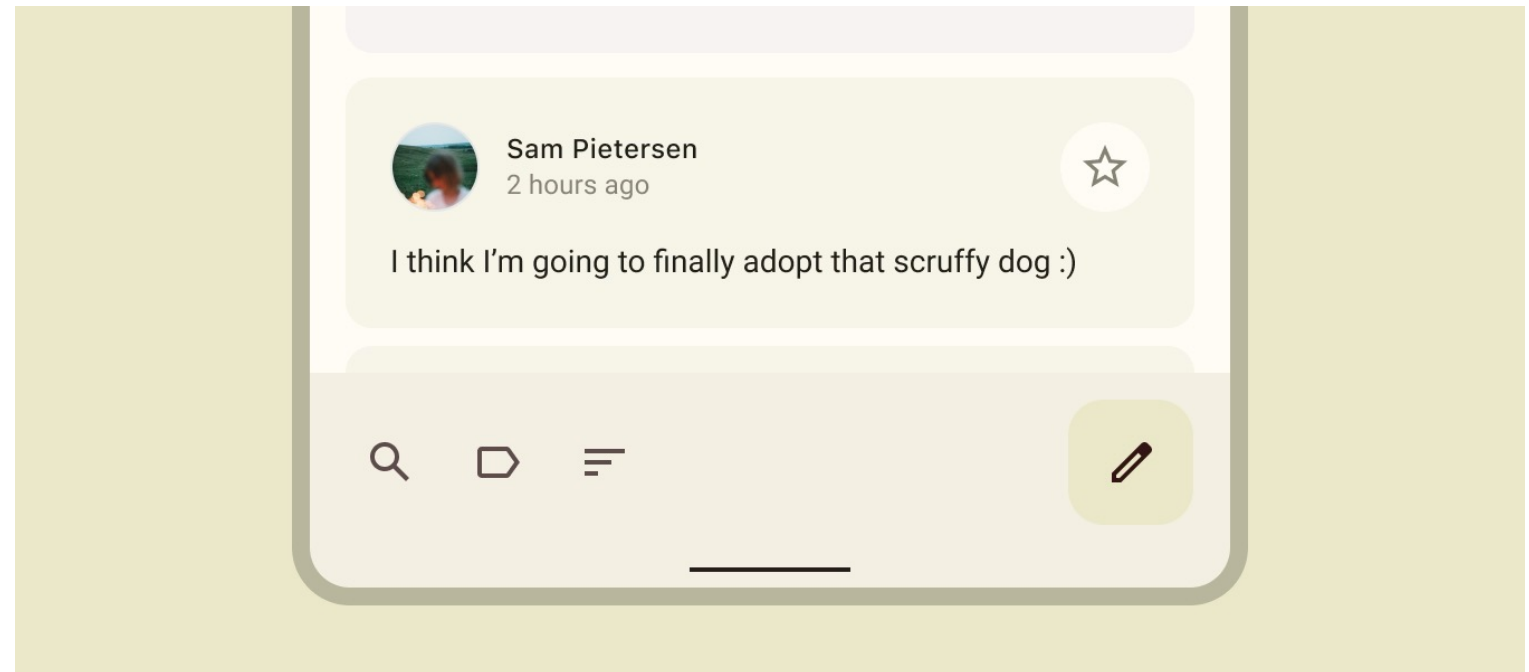 Sam Pietersen
2 hours ago
I think I’m going to finally adopt that scruffy dog :)